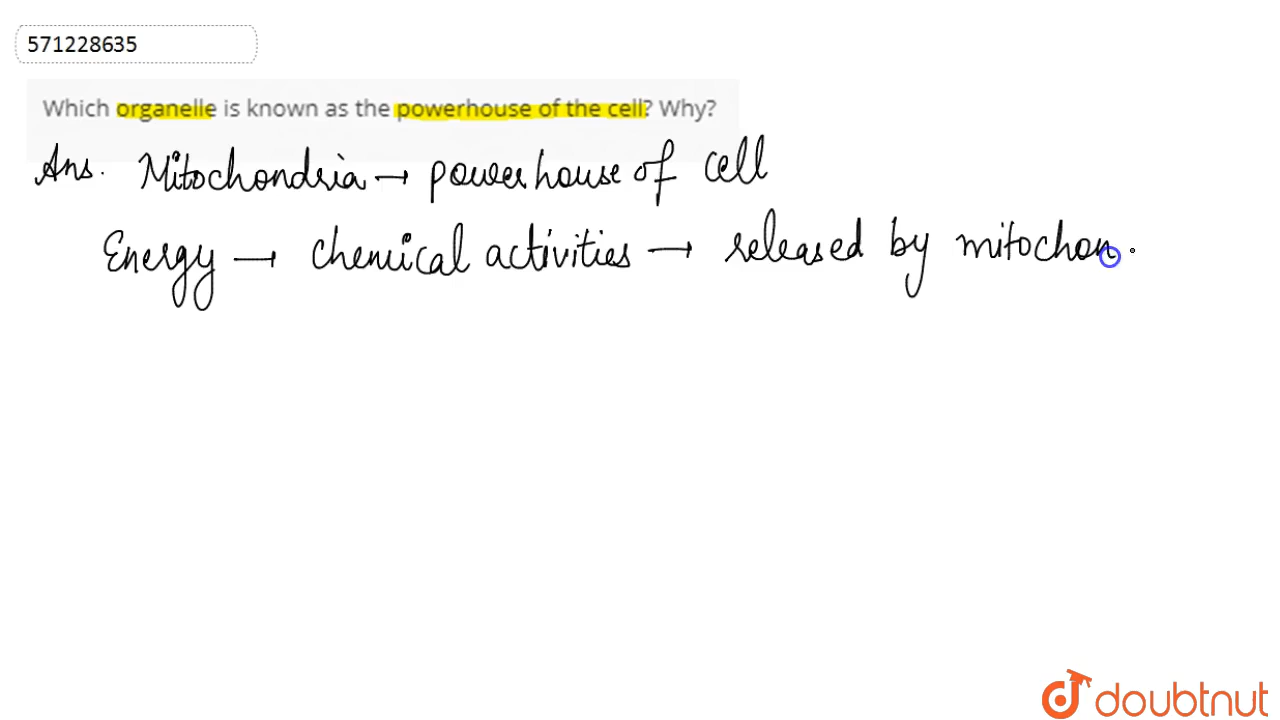 571228635
Which organelle is known as the powerhouse of the cell? Why?
Ans. Mitochondria → powerhouse of cell
Energy → chemical activities → released by mitochon
doubtnut